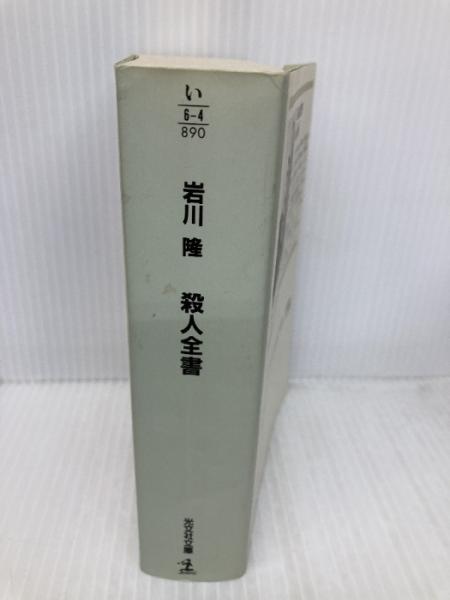 い
6-4
890
岩川 隆 殺人全書
光文社文庫